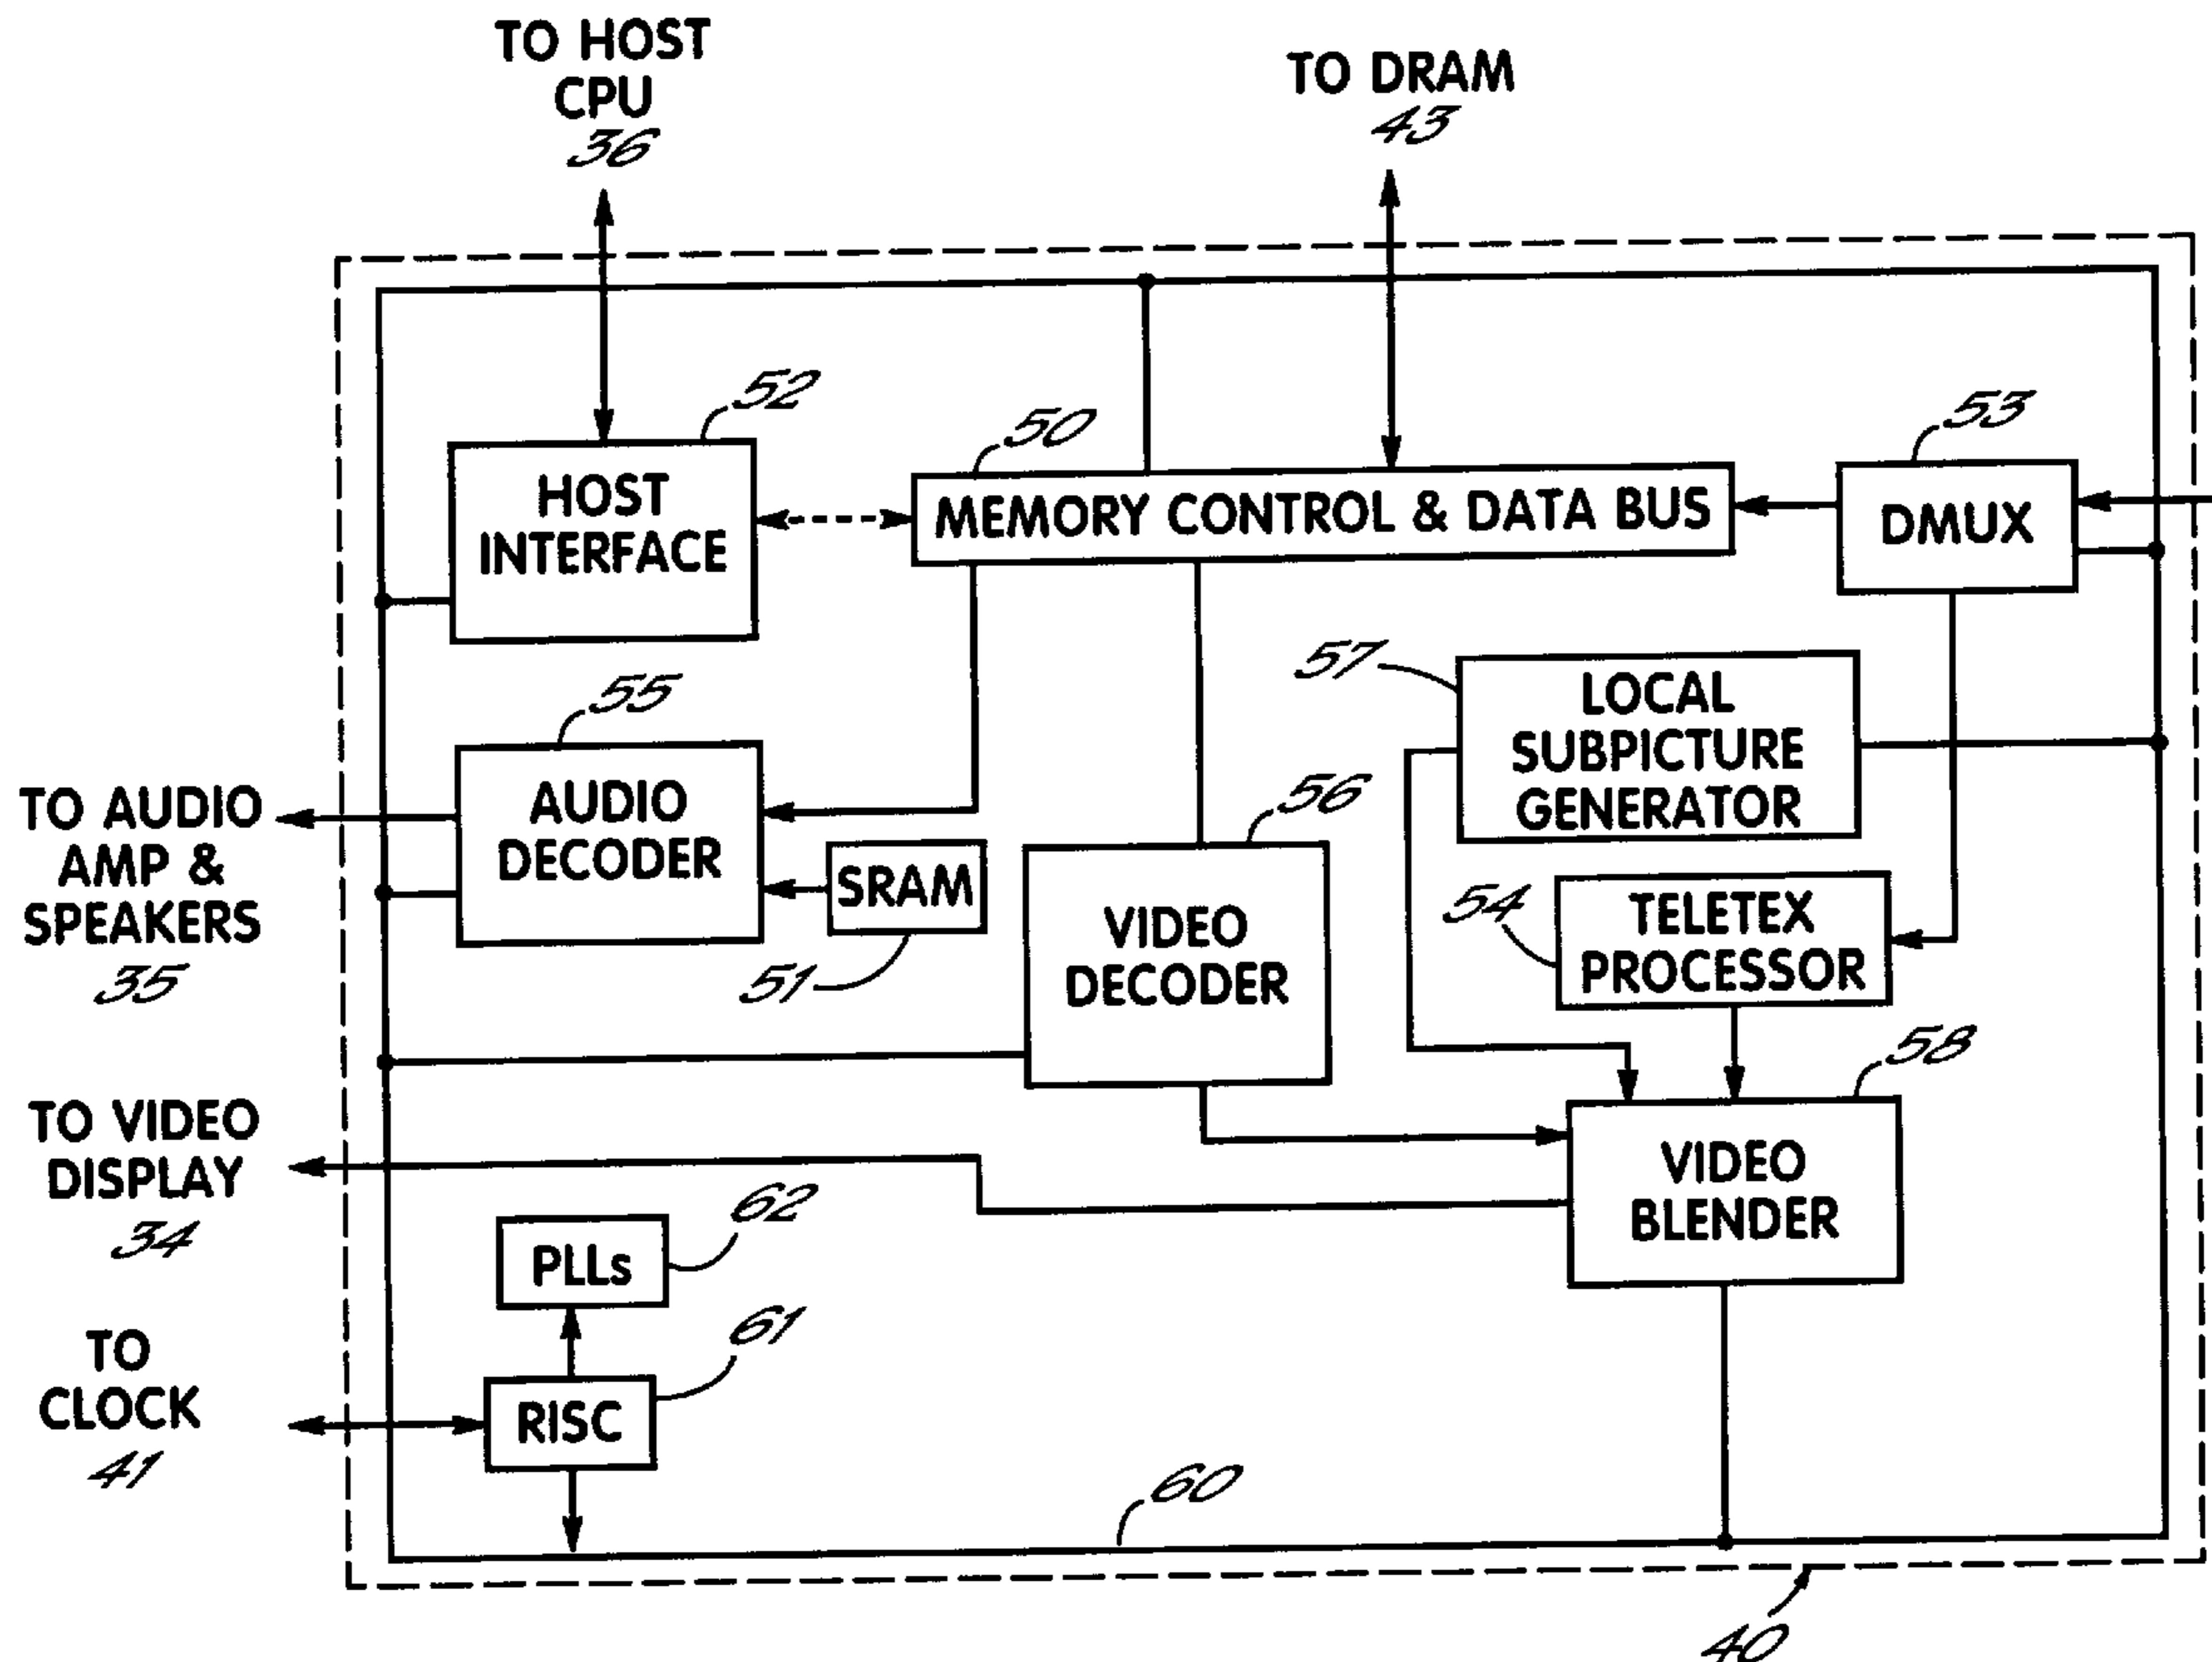 TO HOST
CPU
36
TO DRAM
43
52
HOST
INTERFACE
50
MEMORY CONTROL & DATA BUS
53
DMUX
57
LOCAL
SUBPICTURE
GENERATOR
55
AUDIO
DECODER
TO AUDIO
AMP &
SPEAKERS
35
SRAM
51
56
VIDEO
DECODER
54
TELETEX
PROCESSOR
58
VIDEO
BLENDER
TO VIDEO
DISPLAY
34
62
PLLs
61
RISC
TO
CLOCK
41
60
40